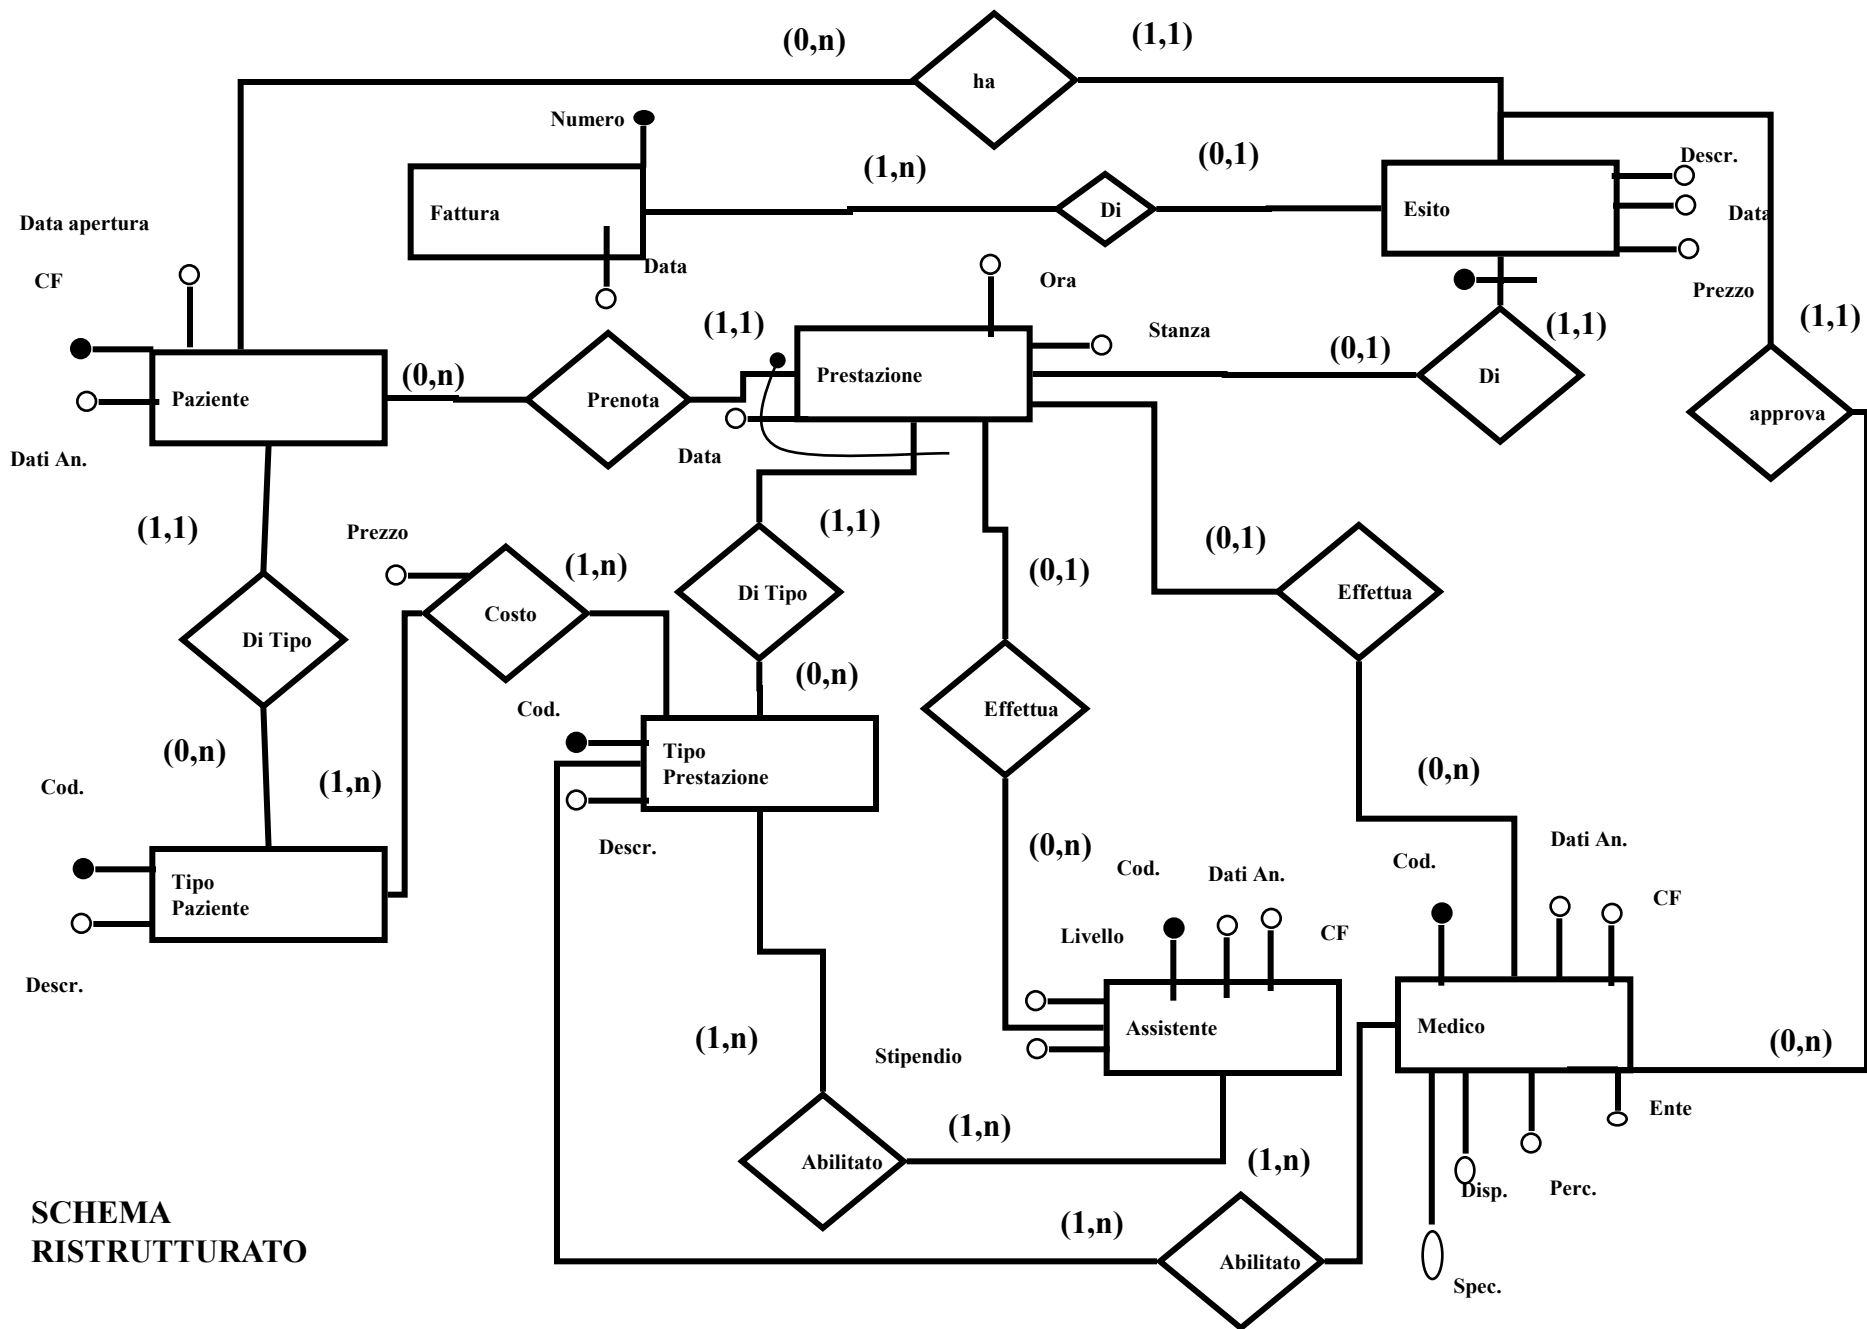 (0,n)
(1,1)
ha
Numero
(1,n)
(0,1)
Descr.
Fattura
Di
Esito
Data
Data apertura
Data
CF
Ora
Prezzo
(1,1)
Stanza
(1,1)
(1,1)
(0,n)
Prestazione
(0,1)
Di
Paziente
Prenota
approva
Dati An.
Data
(1,1)
Prezzo
(1,n)
(1,1)
(0,1)
(0,1)
Di Tipo
Effettua
Costo
Di Tipo
(0,n)
Cod.
Effettua
(0,n)
Tipo
Prestazione
(0,n)
Cod.
(1,n)
Descr.
(0,n)
Cod.
Dati An.
Cod.
Dati An.
Tipo
Paziente
CF
Livello
CF
Descr.
Assistente
Medico
(1,n)
Stipendio
(0,n)
Ente
(1,n)
Abilitato
(1,n)
Disp.
Perc.
(1,n)
SCHEMA
RISTRUTTURATO
Abilitato
Spec.